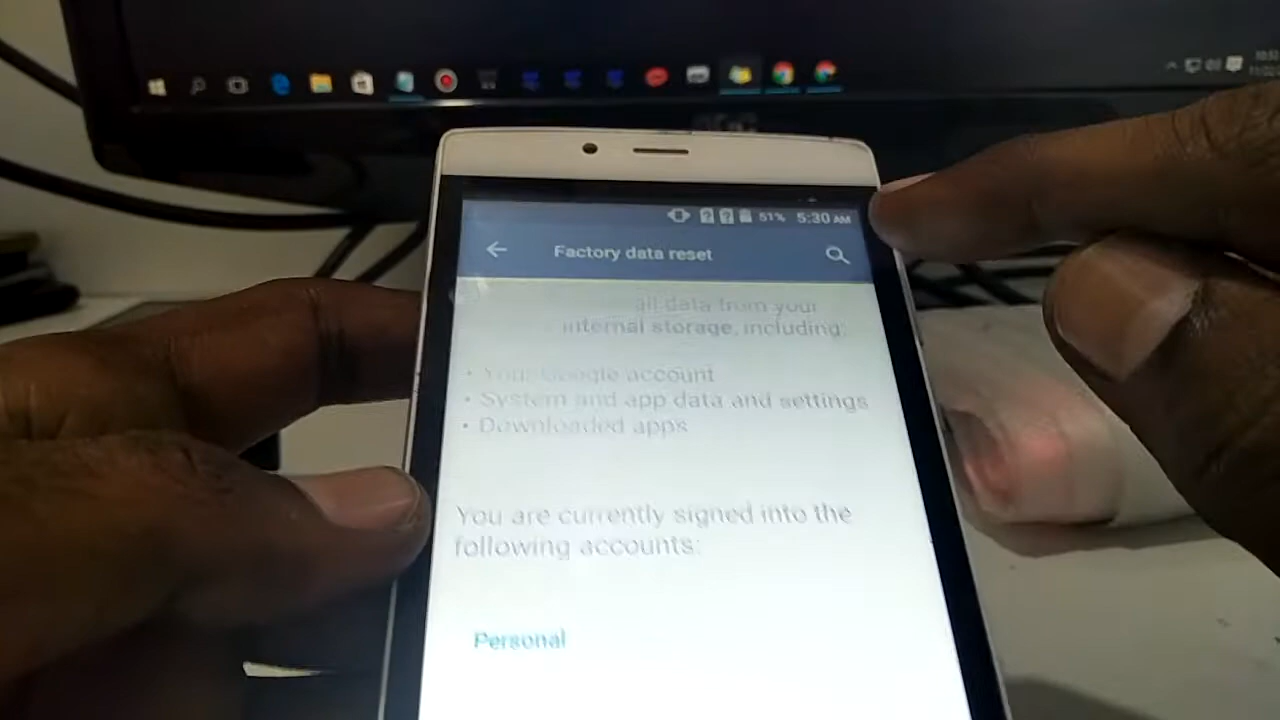 51% 5:30 AM
Factory data reset
all data from your
internal storage, including:
• Your Google account
• System and app data and settings
• Downloaded apps
You are currently signed into the
following accounts:
Personal